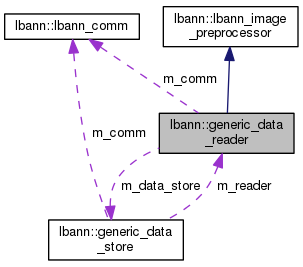 lbann::lbann_comm
lbann::lbann_image
_preprocessor
m_comm
lbann::generic_data
_reader
m_comm
m_data_store
m_reader
lbann::generic_data
_store